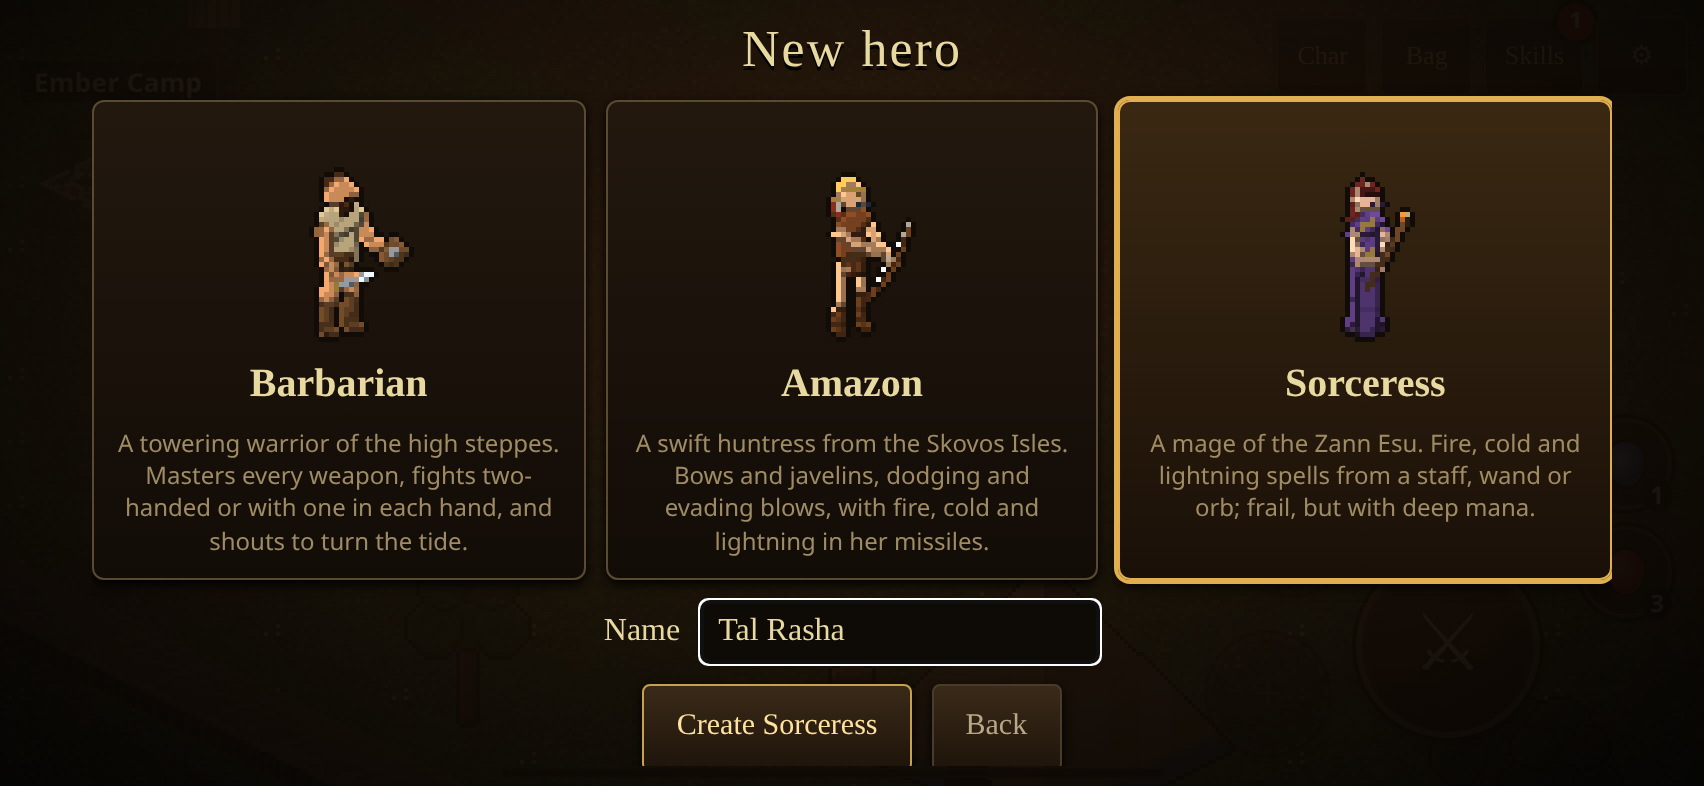 New hero
1
Char
Bag
Skills
Ember Camp
Barbarian
A towering warrior of the high steppes.
Masters every weapon, fights two-
handed or with one in each hand, and
shouts to turn the tide.
Amazon
A swift huntress from the Skovos Isles.
Bows and javelins, dodging and
evading blows, with fire, cold and
lightning in her missiles.
Sorceress
A mage of the Zann Esu. Fire, cold and
lightning spells from a staff, wand or
orb; frail, but with deep mana.
1
3
Name Tal Rasha
Create Sorceress
Back